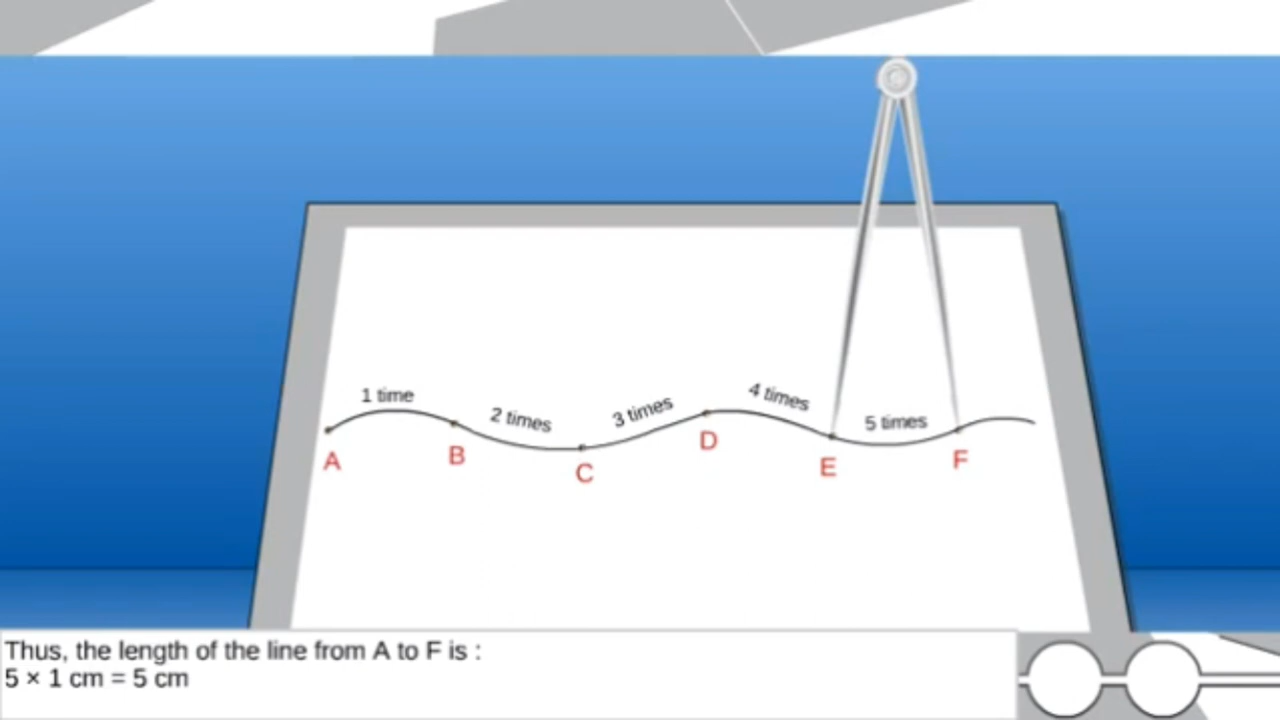 1 time
2 times
3 times
4 times
5 times
A
B
C
D
E
F
Thus, the length of the line from A to F is :
5 × 1 cm = 5 cm